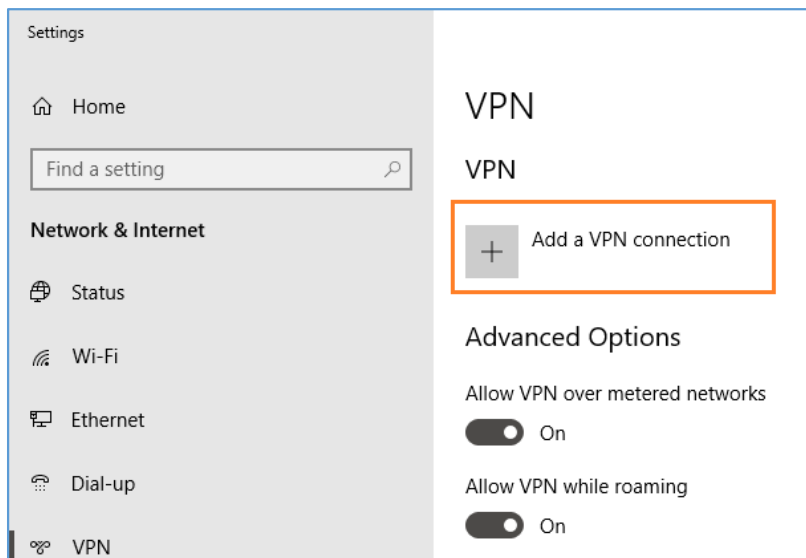 Settings
Home
Find a setting
Network & Internet
Status
Wi-Fi
Ethernet
Dial-up
VPN
VPN
VPN
Add a VPN connection
Advanced Options
Allow VPN over metered networks
On
Allow VPN while roaming
On